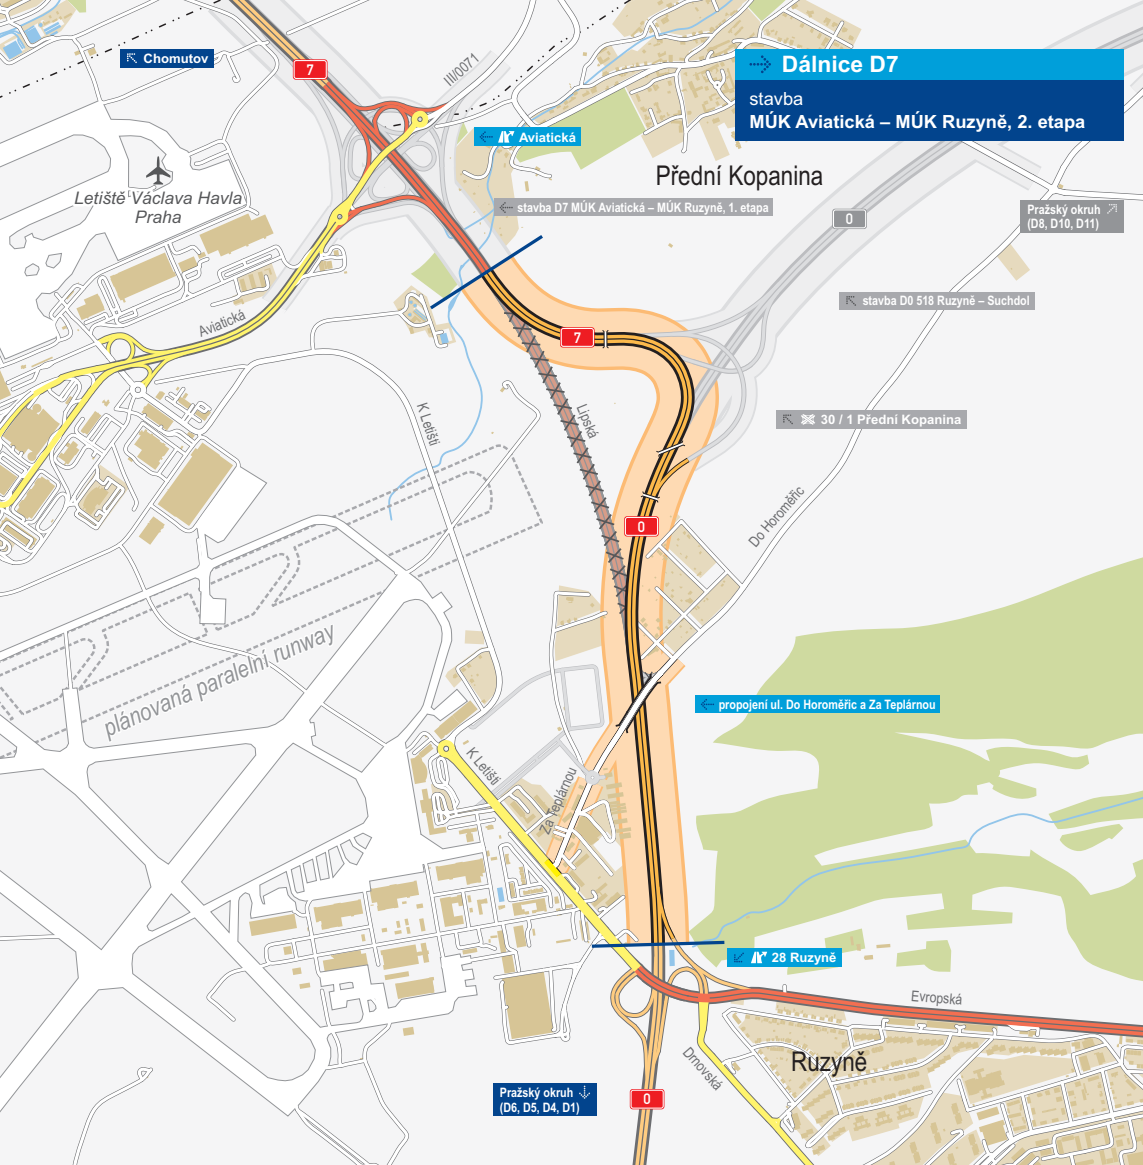 Chomutov
7
III/0071
Dálnice D7
stavba
MÚK Aviatická – MÚK Ruzyně, 2. etapa
Aviatická
Přední Kopanina
Letiště Václava Havla
Praha
stavba D7 MÚK Aviatická – MÚK Ruzyně, 1. etapa
0
Pražský okruh
(D8, D10, D11)
stavba D0 518 Ruzyně – Suchdol
Aviatická
7
K Letišti
Lipská
30 / 1 Přední Kopanina
Do Horoměřic
0
plánovaná paralelní runway
propojení ul. Do Horoměřic a Za Teplárnou
K Letišti
Za Teplárnou
28 Ruzyně
Evropská
Drnovská
Ruzyně
Pražský okruh
(D6, D5, D4, D1)
0